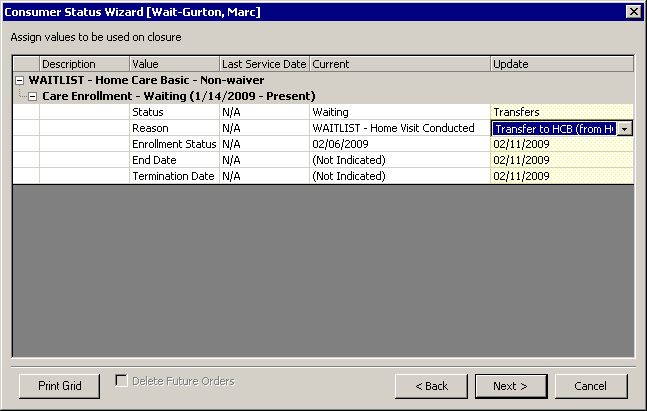 Consumer Status Wizard [Wait-Gurton, Marc]
Assign values to be used on closure
Description Value Last Service Date Current Update
WAITLIST - Home Care Basic - Non-waiver
Care Enrollment - Waiting (1/14/2009 - Present)
Status N/A Waiting Transfers
Reason N/A WAITLIST - Home Visit Conducted Transfer to HCB (from
Enrollment Status N/A 02/06/2009 02/11/2009
End Date N/A (Not Indicated) 02/11/2009
Termination Date N/A (Not Indicated) 02/11/2009
Print Grid Delete Future Orders < Back Next > Cancel